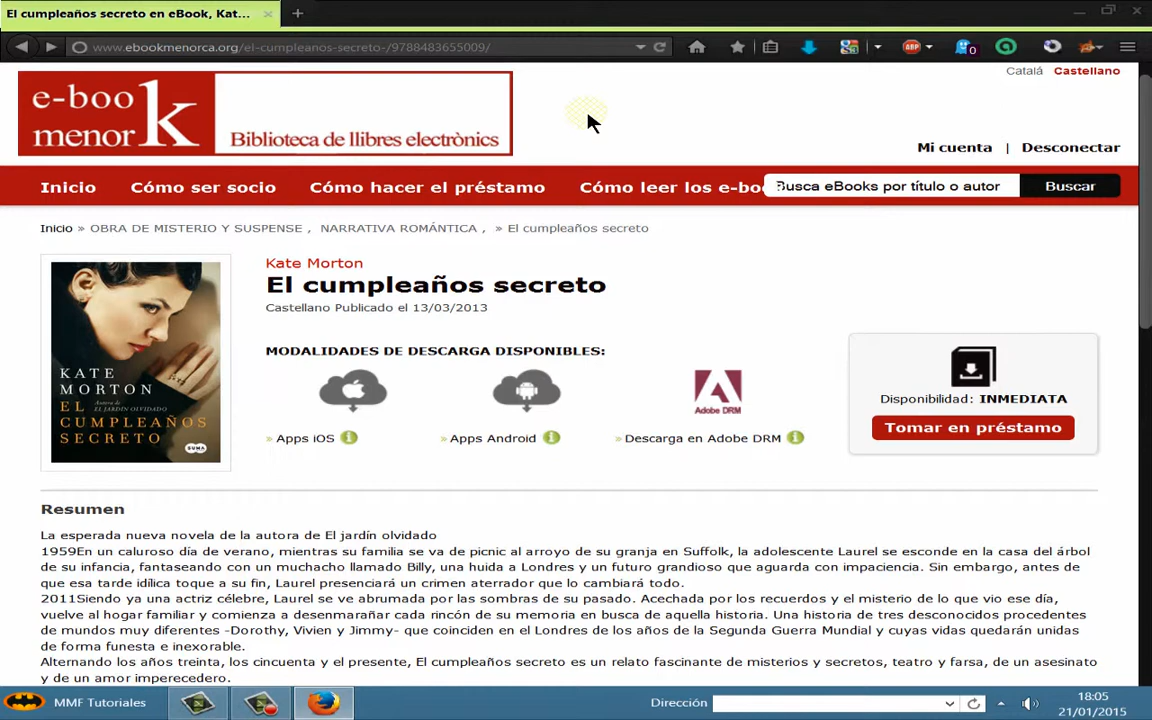 El cumpleaños secreto en eBook, Kat...
www.ebookmenorca.org/el-cumpleanos-secreto-/9788483655009/
ABP
0
Català Castellano
e-boo k
menor
Biblioteca de llibres electrònics
Mi cuenta | Desconectar
Inicio Cómo ser socio Cómo hacer el préstamo Cómo leer los e-boo
Busca eBooks por título o autor Buscar
Inicio » OBRA DE MISTERIO Y SUSPENSE , NARRATIVA ROMÁNTICA , » El cumpleaños secreto
Kate Morton
El cumpleaños secreto
Castellano Publicado el 13/03/2013
MODALIDADES DE DESCARGA DISPONIBLES:
Adobe DRM
» Apps iOS i » Apps Android i » Descarga en Adobe DRM i
Disponibilidad: INMEDIATA
Tomar en préstamo
KATE
MORTON
Autora de
EL JARDÍN OLVIDADO
EL
CUMPLEAÑOS
SECRETO
SUMA
Resumen
La esperada nueva novela de la autora de El jardín olvidado
1959En un caluroso día de verano, mientras su familia se va de picnic al arroyo de su granja en Suffolk, la adolescente Laurel se esconde en la casa del árbol
de su infancia, fantaseando con un muchacho llamado Billy, una huida a Londres y un futuro grandioso que aguarda con impaciencia. Sin embargo, antes de
que esa tarde idílica toque a su fin, Laurel presenciará un crimen aterrador que lo cambiará todo.
2011Siendo ya una actriz célebre, Laurel se ve abrumada por las sombras de su pasado. Acechada por los recuerdos y el misterio de lo que vio ese día,
vuelve al hogar familiar y comienza a desenmarañar cada rincón de su memoria en busca de aquella historia. Una historia de tres desconocidos procedentes
de mundos muy diferentes -Dorothy, Vivien y Jimmy- que coinciden en el Londres de los años de la Segunda Guerra Mundial y cuyas vidas quedarán unidas
de forma funesta e inexorable.
Alternando los años treinta, los cincuenta y el presente, El cumpleaños secreto es un relato fascinante de misterios y secretos, teatro y farsa, de un asesinato
y de un amor imperecedero.
MMF Tutoriales
Dirección
18:05
21/01/2015